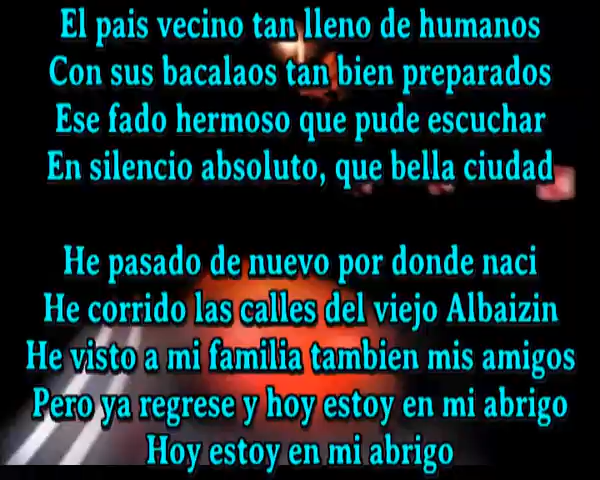 El pais vecino tan lleno de humanos
Con sus bacalaos tan bien preparados
Ese fado hermoso que pude escuchar
En silencio absoluto, que bella ciudad
He pasado de nuevo por donde naci
He corrido las calles del viejo Albaizin
He visto a mi familia tambien mis amigos
Pero ya regrese y hoy estoy en mi abrigo
Hoy estoy en mi abrigo